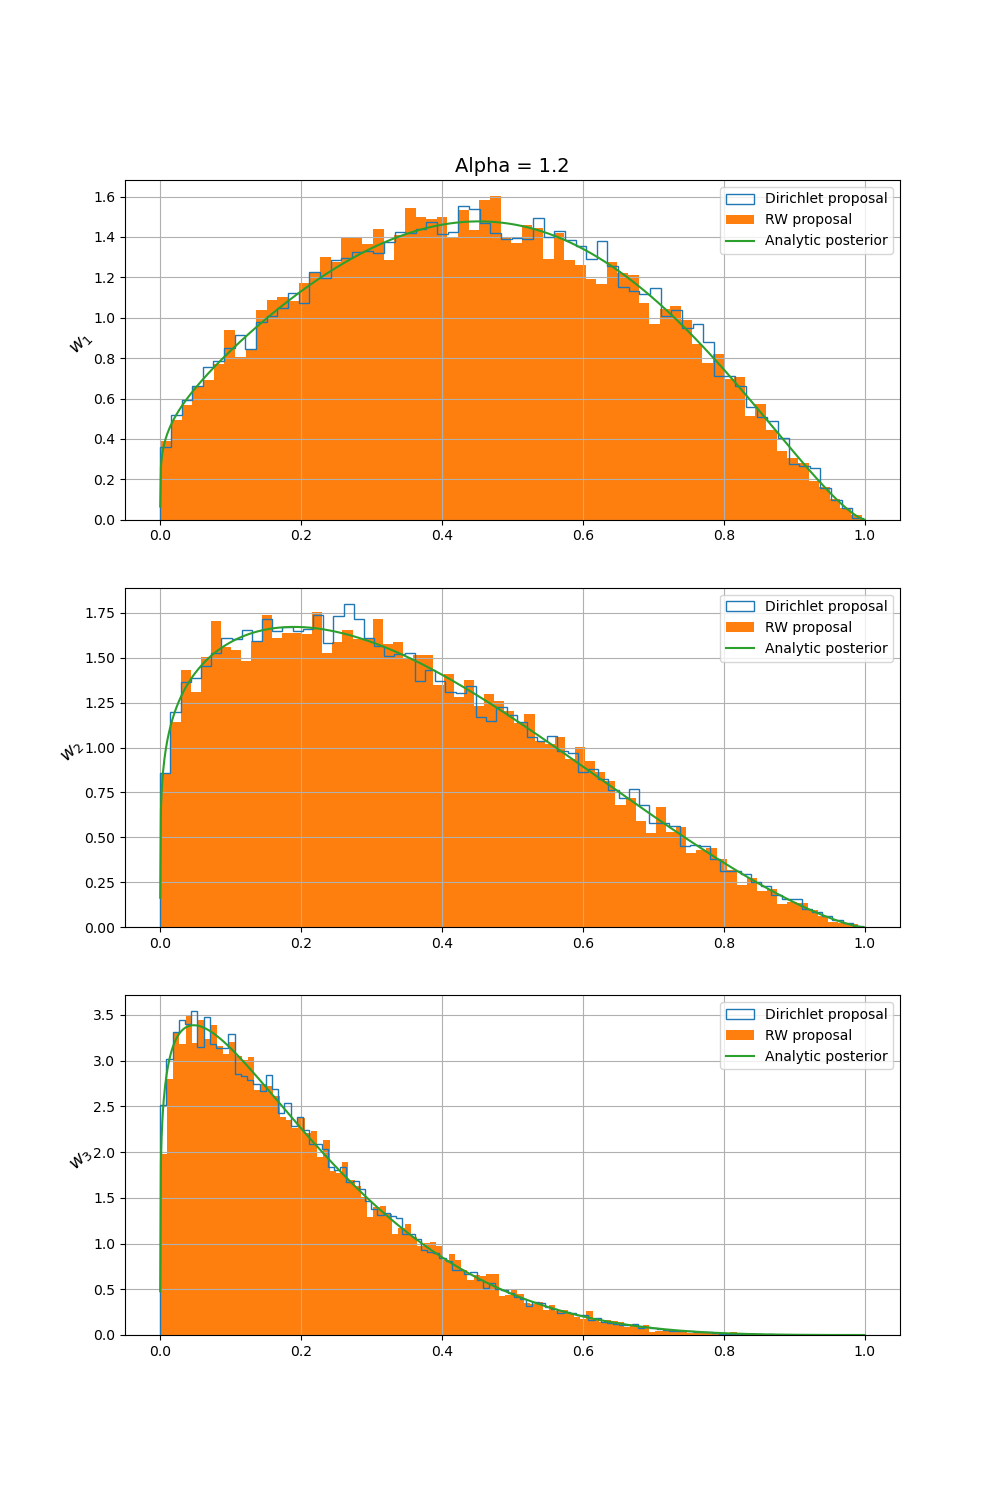 Alpha = 1.2
1.6
1.4
1.2
1.0
0.8
0.6
0.4
0.2
0.0
w1
Dirichlet proposal
RW proposal
Analytic posterior
0.0 0.2 0.4 0.6 0.8 1.0
1.75
1.50
1.25
1.00
0.75
0.50
0.25
0.00
w2
Dirichlet proposal
RW proposal
Analytic posterior
0.0 0.2 0.4 0.6 0.8 1.0
3.5
3.0
2.5
2.0
1.5
1.0
0.5
0.0
w3
Dirichlet proposal
RW proposal
Analytic posterior
0.0 0.2 0.4 0.6 0.8 1.0